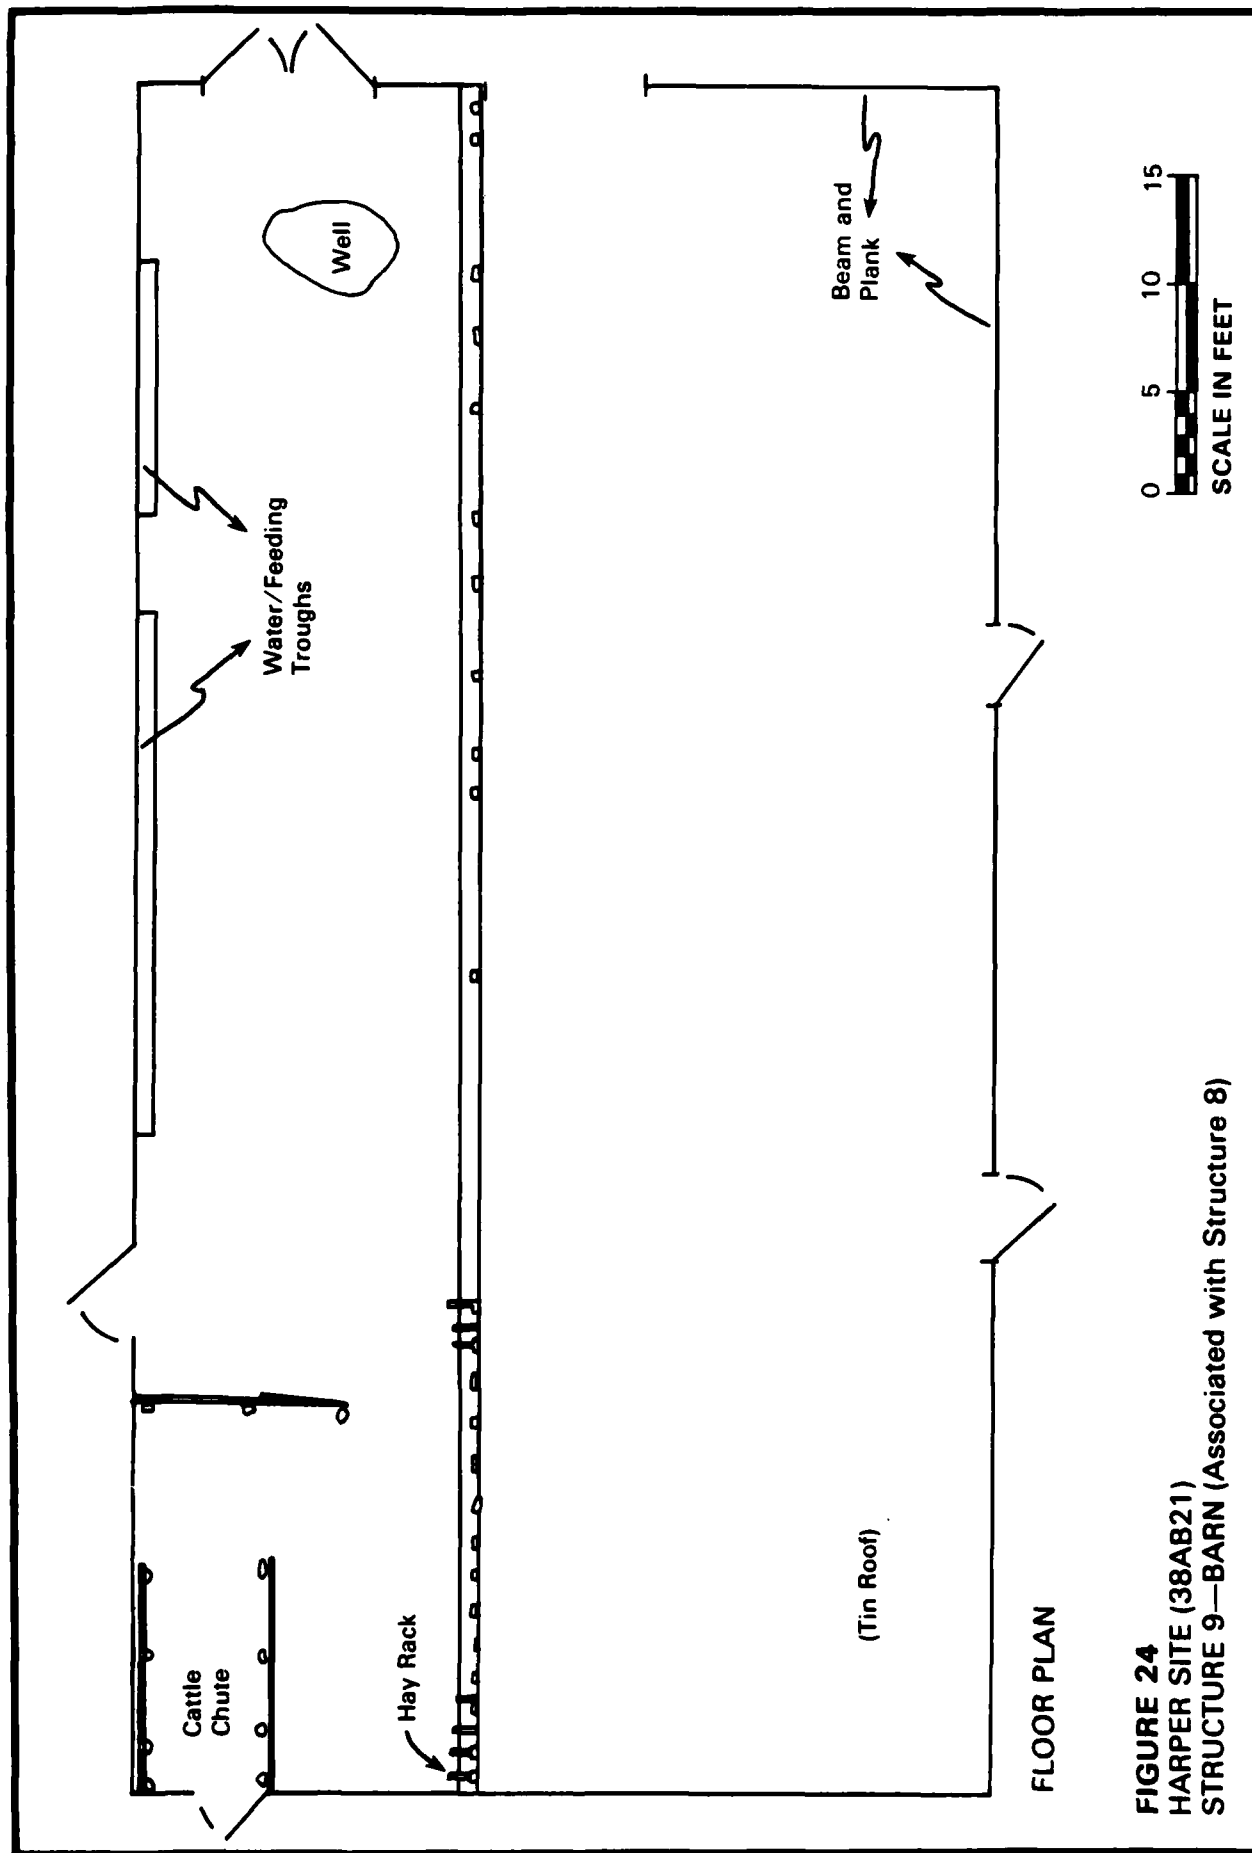 Cattle
Chute
Hay Rack
Water/Feeding
Troughs
Well
(Tin Roof)
Beam and
Plank
FLOOR PLAN
0 5 10 15
SCALE IN FEET
FIGURE 24
HARPER SITE (38AB21)
STRUCTURE 9—BARN (Associated with Structure 8)